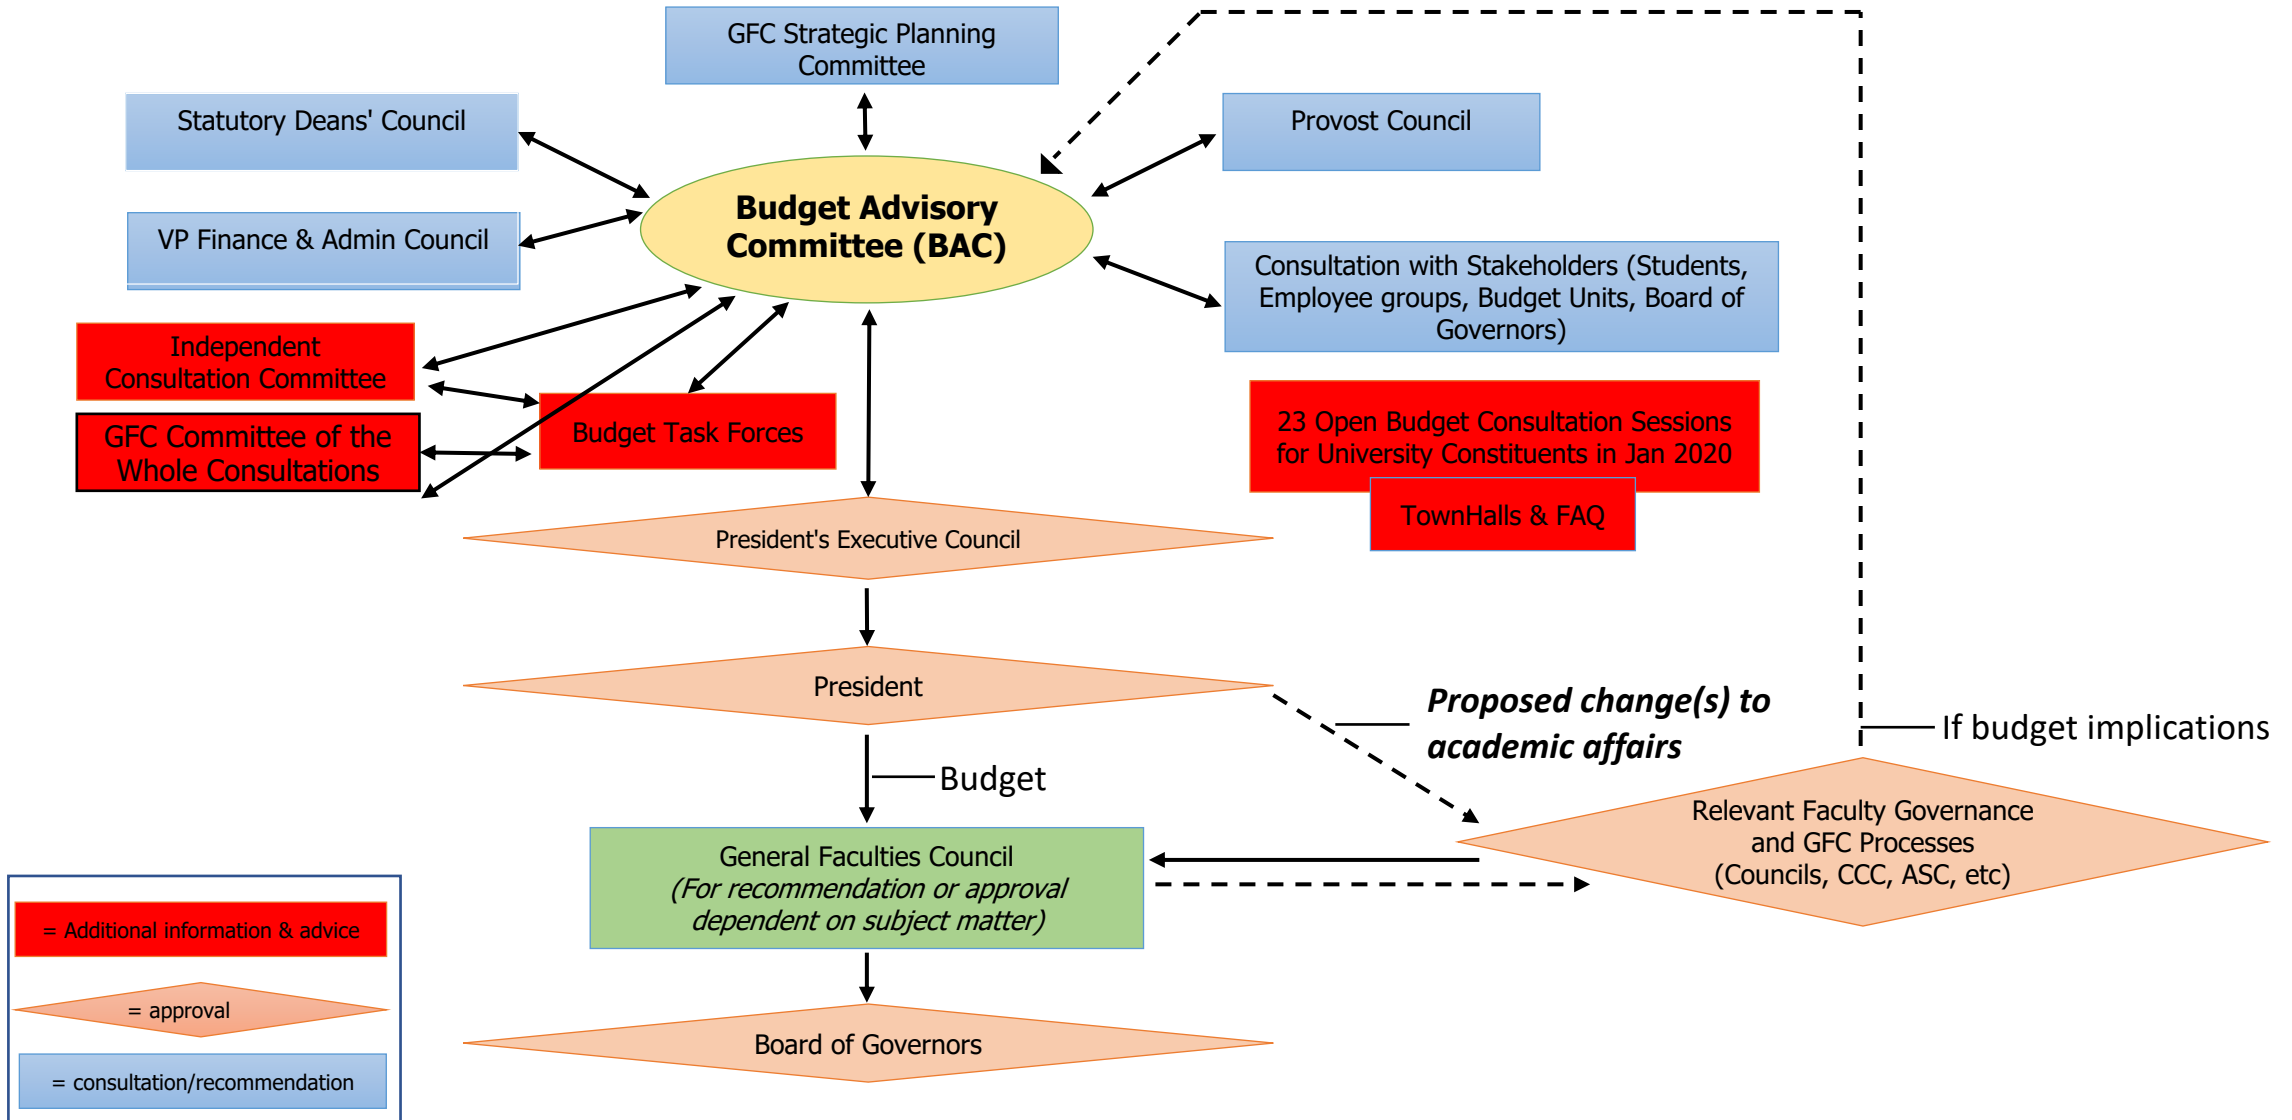 GFC Strategic Planning
Committee
Statutory Deans' Council
Provost Council
Budget Advisory
Committee (BAC)
VP Finance & Admin Council
Consultation with Stakeholders (Students,
Employee groups, Budget Units, Board of
Governors)
Independent
Consultation Committee
GFC Committee of the
Whole Consultations
Budget Task Forces
23 Open Budget Consultation Sessions
for University Constituents in Jan 2020
TownHalls & FAQ
President's Executive Council
President
Proposed change(s) to
academic affairs
If budget implications
Budget
Relevant Faculty Governance
and GFC Processes
(Councils, CCC, ASC, etc)
General Faculties Council
(For recommendation or approval
dependent on subject matter)
Board of Governors
= Additional information & advice
= approval
= consultation/recommendation